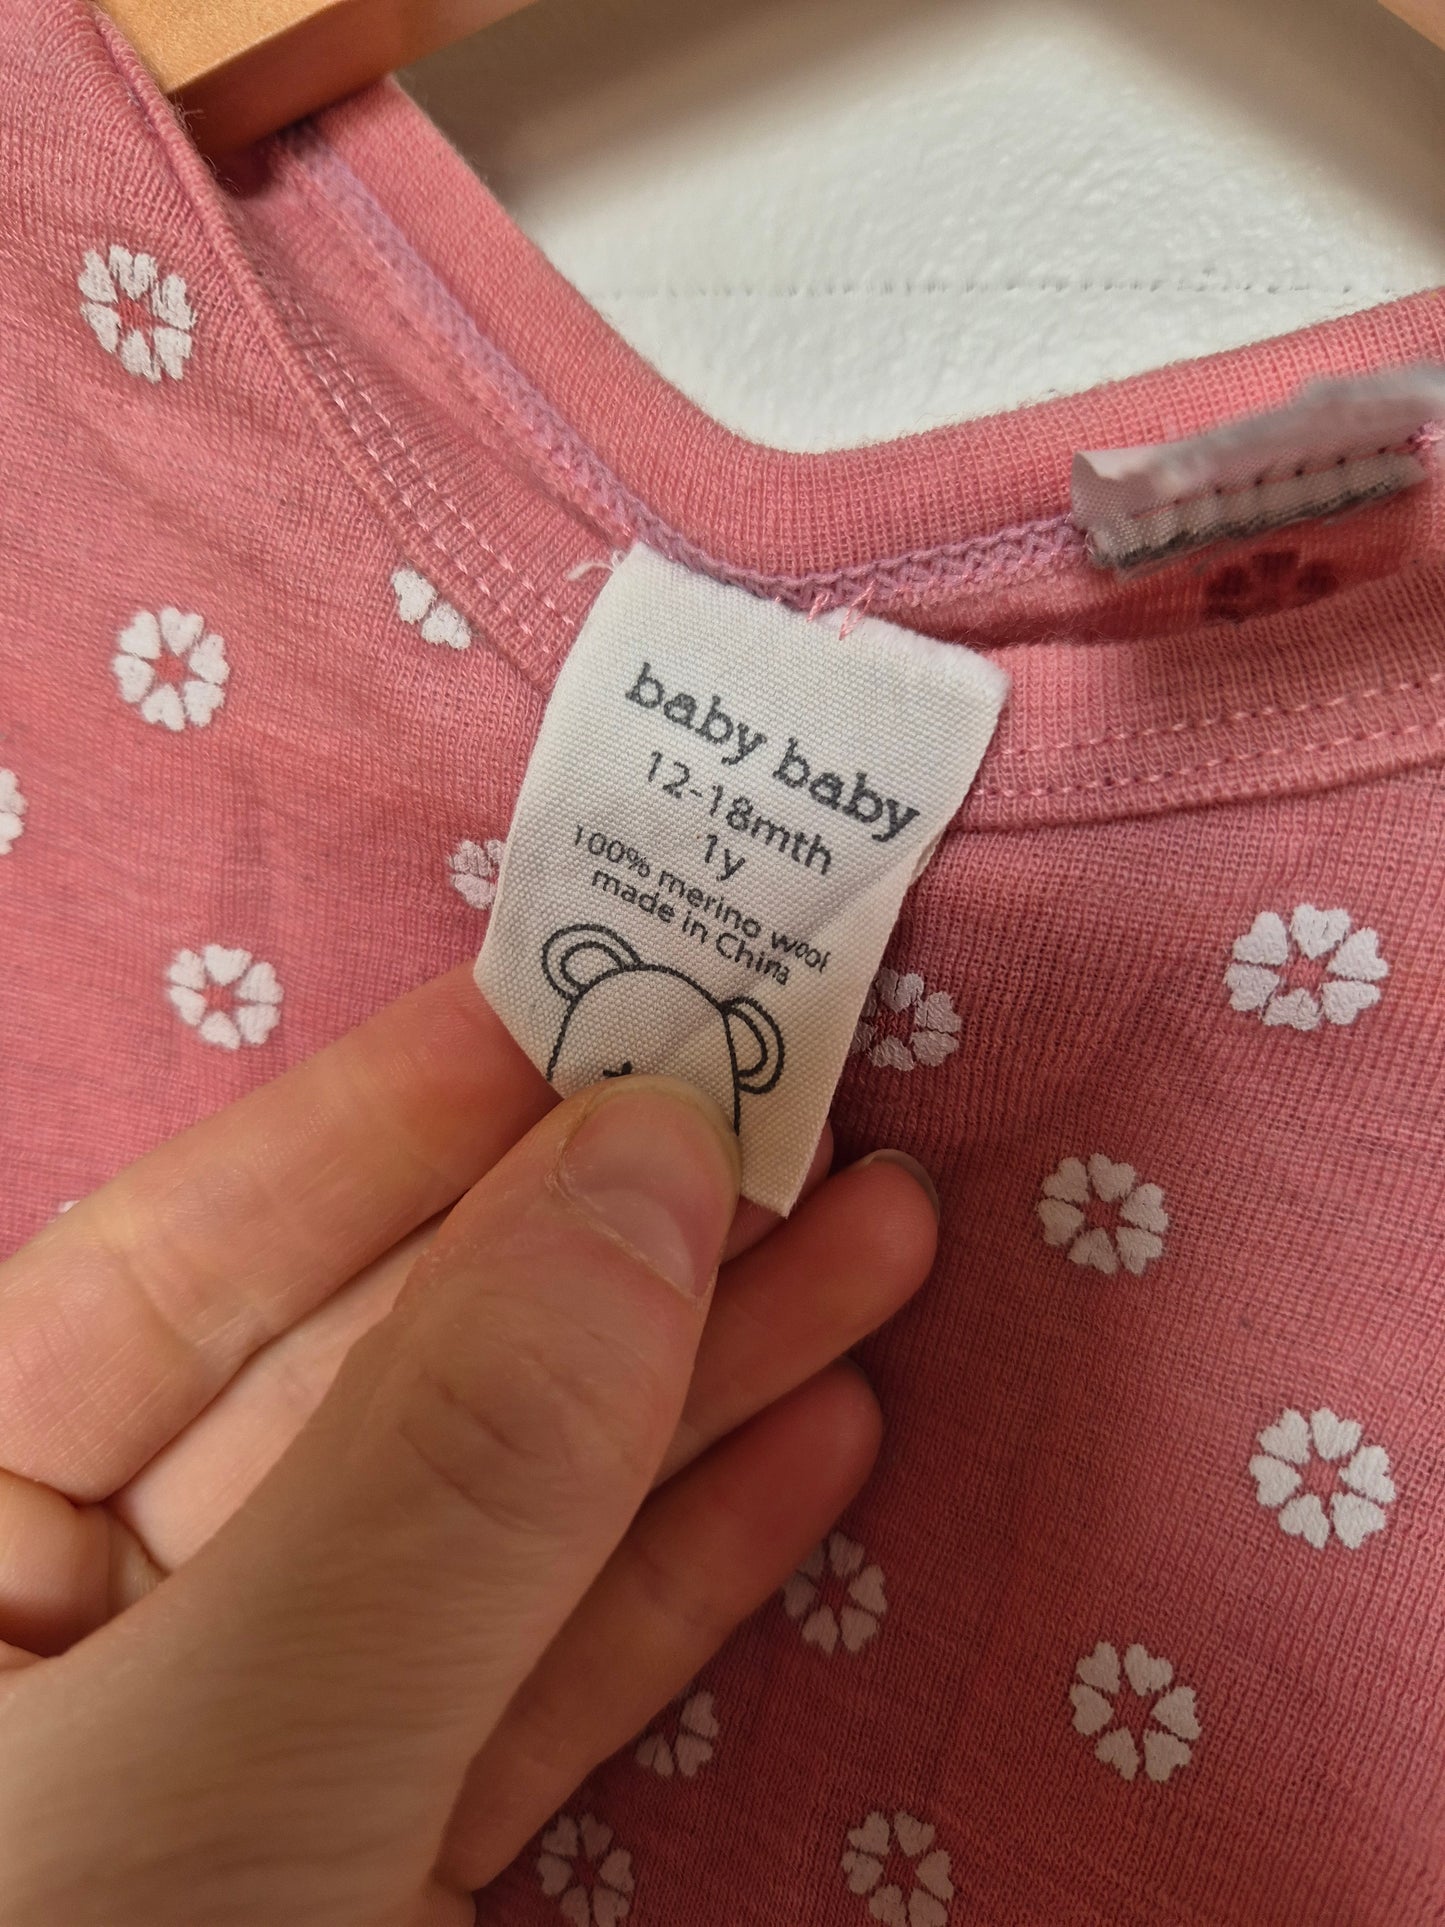 baby baby
12-18mth
1y
100% merino wool
made in China